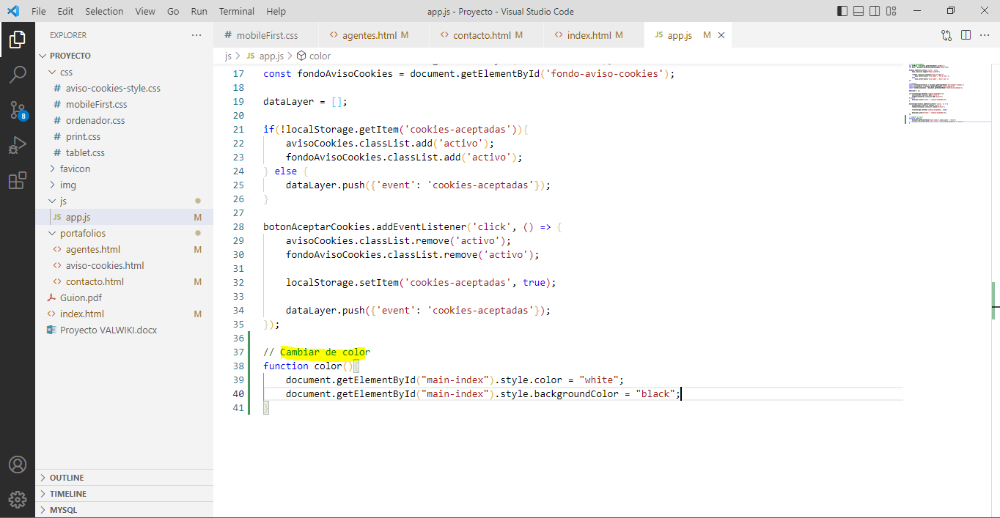 File Edit Selection View Go Run Terminal Help app.js - Proyecto - Visual Studio Code
EXPLORER
PROYECTO
css
aviso-cookies-style.css
mobileFirst.css
ordenador.css
print.css
tablet.css
favicon
img
js
JS app.js M
portafolios
agentes.html M
aviso-cookies.html
contacto.html M
Guion.pdf
index.html M
Proyecto VALWIKI.docx
OUTLINE
TIMELINE
MYSQL
8
# mobileFirst.css <> agentes.html M <> contacto.html M <> index.html M JS app.js M
js > JS app.js > color
17 const fondoAvisoCookies = document.getElementById('fondo-aviso-cookies');
18
19 dataLayer = [];
20
21 if(!localStorage.getItem('cookies-aceptadas')){
22 avisoCookies.classList.add('activo');
23 fondoAvisoCookies.classList.add('activo');
24 } else {
25 dataLayer.push({'event': 'cookies-aceptadas'});
26 }
27
28 botonAceptarCookies.addEventListener('click', () => {
29 avisoCookies.classList.remove('activo');
30 fondoAvisoCookies.classList.remove('activo');
31
32 localStorage.setItem('cookies-aceptadas', true);
33
34 dataLayer.push({'event': 'cookies-aceptadas'});
35 });
36
37 // Cambiar de color
38 function color(){
39 document.getElementById("main-index").style.color = "white";
40 document.getElementById("main-index").style.backgroundColor = "black";
41 }